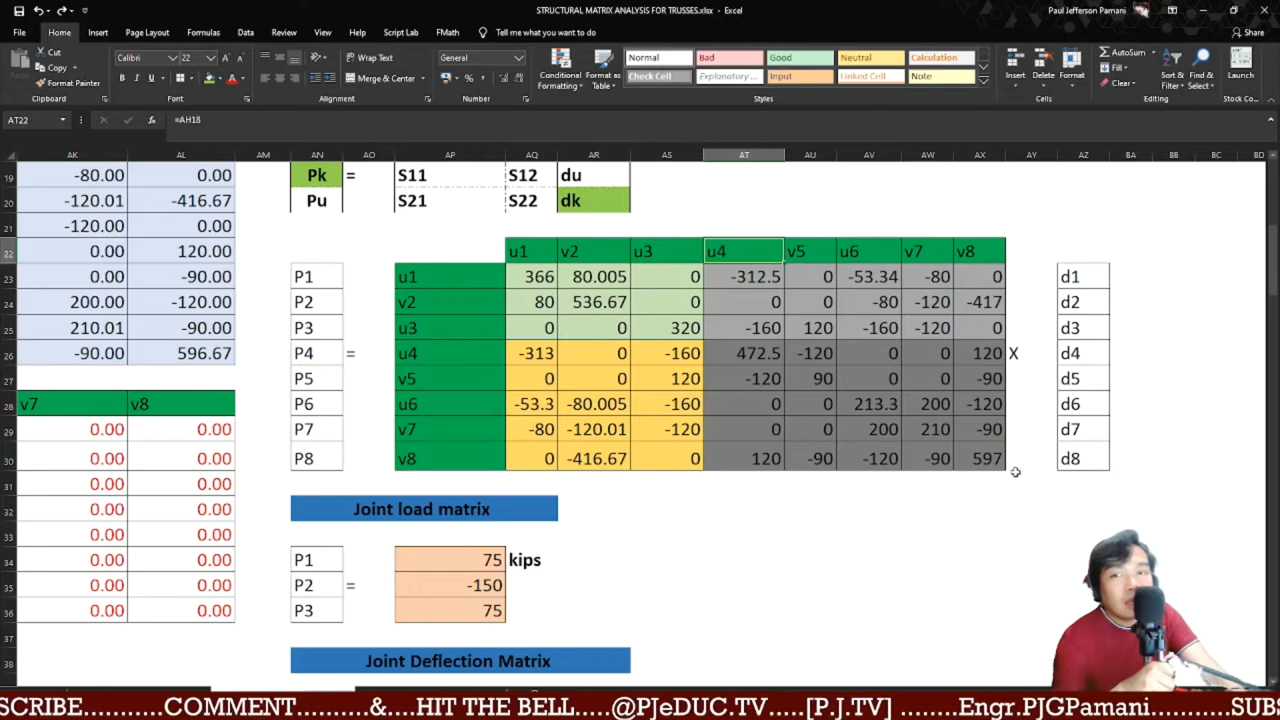 STRUCTURAL MATRIX ANALYSIS FOR TRUSSES.xlsx - Excel
Paul Jefferson Pamani
File Home Insert Page Layout Formulas Data Review View Help Script Lab FMath Tell me what you want to do Share
Cut
Copy
Format Painter
Paste
Clipboard
Calibri 22
B I U
Font
Wrap Text
Merge & Center
Alignment
General
Number
Conditional Formatting
Format as Table
Normal Bad Good Neutral Calculation
Check Cell Explanatory ... Input Linked Cell Note
Styles
Insert Delete Format
Cells
AutoSum
Fill
Clear
Sort & Filter
Find & Select
Editing
Launch
Stock Co...
AT22 fx =AH18
AK AL AM AN AO AP AQ AR AS AT AU AV AW AX AY AZ BA BB BC BD
19 -80.00 0.00 Pk = S11 S12 du
20 -120.01 -416.67 Pu S21 S22 dk
21 -120.00 0.00
22 0.00 120.00 u1 v2 u3 u4 v5 u6 v7 v8
23 0.00 -90.00 P1 u1 366 80.005 0 -312.5 0 -53.34 -80 0 d1
24 200.00 -120.00 P2 v2 80 536.67 0 0 0 -80 -120 -417 d2
25 210.01 -90.00 P3 u3 0 0 320 -160 120 -160 -120 0 d3
26 -90.00 596.67 P4 = u4 -313 0 -160 472.5 -120 0 0 120 X d4
27 P5 v5 0 0 120 -120 90 0 0 -90 d5
28 v7 v8 P6 u6 -53.3 -80.005 -160 0 0 213.3 200 -120 d6
29 0.00 0.00 P7 v7 -80 -120.01 -120 0 0 200 210 -90 d7
30 0.00 0.00 P8 v8 0 -416.67 0 120 -90 -120 -90 597 d8
31 0.00 0.00
32 0.00 0.00 Joint load matrix
33 0.00 0.00
34 0.00 0.00 P1 75 kips
35 0.00 0.00 P2 = -150
36 0.00 0.00 P3 75
37
38 Joint Deflection Matrix
SCRIBE..........COMMENT..........&....HIT THE BELL.....@PJeDUC.TV.....[P.J.TV].......Engr.PJGPamani..........SUBS